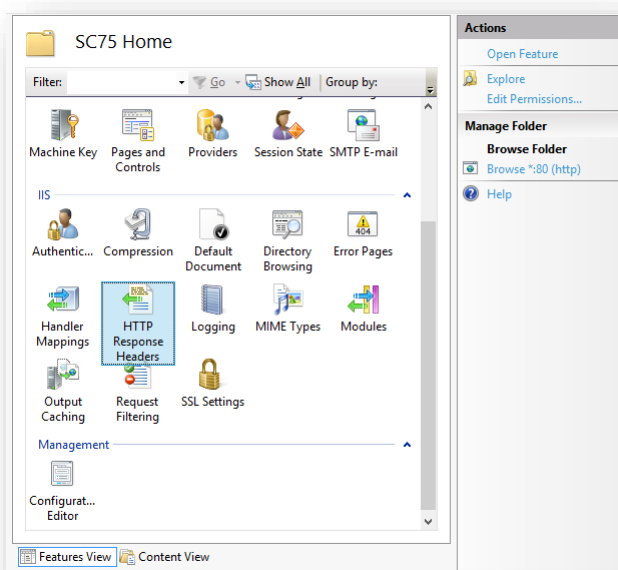 SC75 Home
Filter:
Go
Show All
Group by:
Machine Key
Pages and
Controls
Providers
Session State
SMTP E-mail
IIS
Authentic...
Compression
Default
Document
Directory
Browsing
Error Pages
404
Handler
Mappings
HTTP
Response
Headers
Logging
MIME Types
Modules
Output
Caching
Request
Filtering
SSL Settings
Management
Configurat...
Editor
Features View
Content View
Actions
Open Feature
Explore
Edit Permissions...
Manage Folder
Browse Folder
Browse *:80 (http)
Help